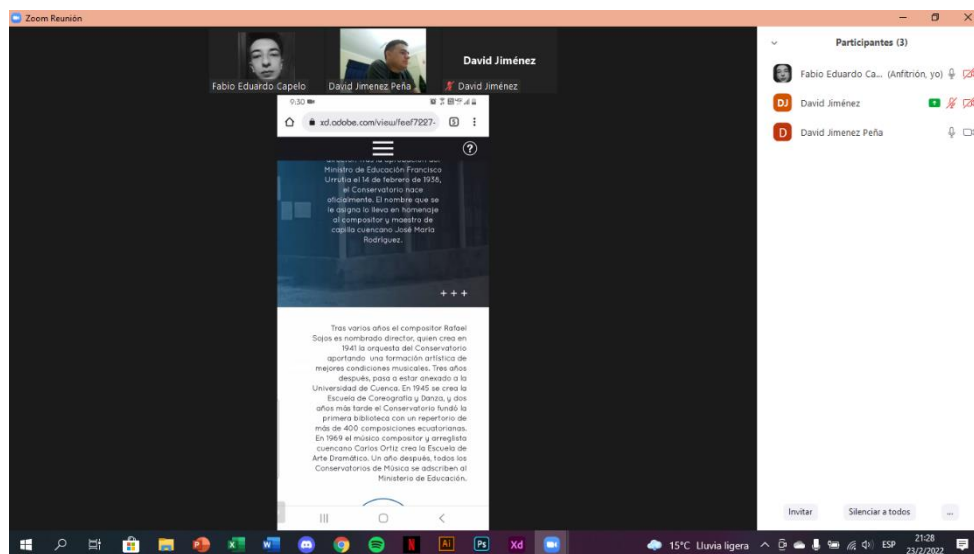 Zoom Reunión
Participantes (3)
David Jiménez
Fabio Eduardo Capelo
David Jimenez Peña
David Jiménez
Fabio Eduardo Ca... (Anfitrión, yo)
DJ
David Jiménez
D
David Jimenez Peña
9:30
xd.adobe.com/view/feef7227-
Ministro de Educación Francisco
Urrutia el 14 de febrero de 1938,
el Conservatorio nace
oficialmente. El nombre que se
le asigna lo lleva en homenaje
al compositor y maestro de
capilla cuencano José María
Rodríguez.
+ + +
Tras varios años el compositor Rafael
Sojos es nombrado director, quien crea en
1941 la orquesta del Conservatorio
aportando una formación artística de
mejores condiciones musicales. Tres años
después, pasa a estar anexado a la
Universidad de Cuenca. En 1945 se crea la
Escuela de Coreografía y Danza, y dos
años más tarde el Conservatorio fundó la
primera biblioteca con un repertorio de
más de 400 composiciones ecuatorianas.
En 1969 el músico compositor y arreglista
cuencano Carlos Ortiz crea la Escuela de
Arte Dramático. Un año después, todos los
Conservatorios de Música se adscriben al
Ministerio de Educación.
Invitar
Silenciar a todos
...
Ai
Ps
Xd
15°C Lluvia ligera
ESP
21:28
23/2/2022